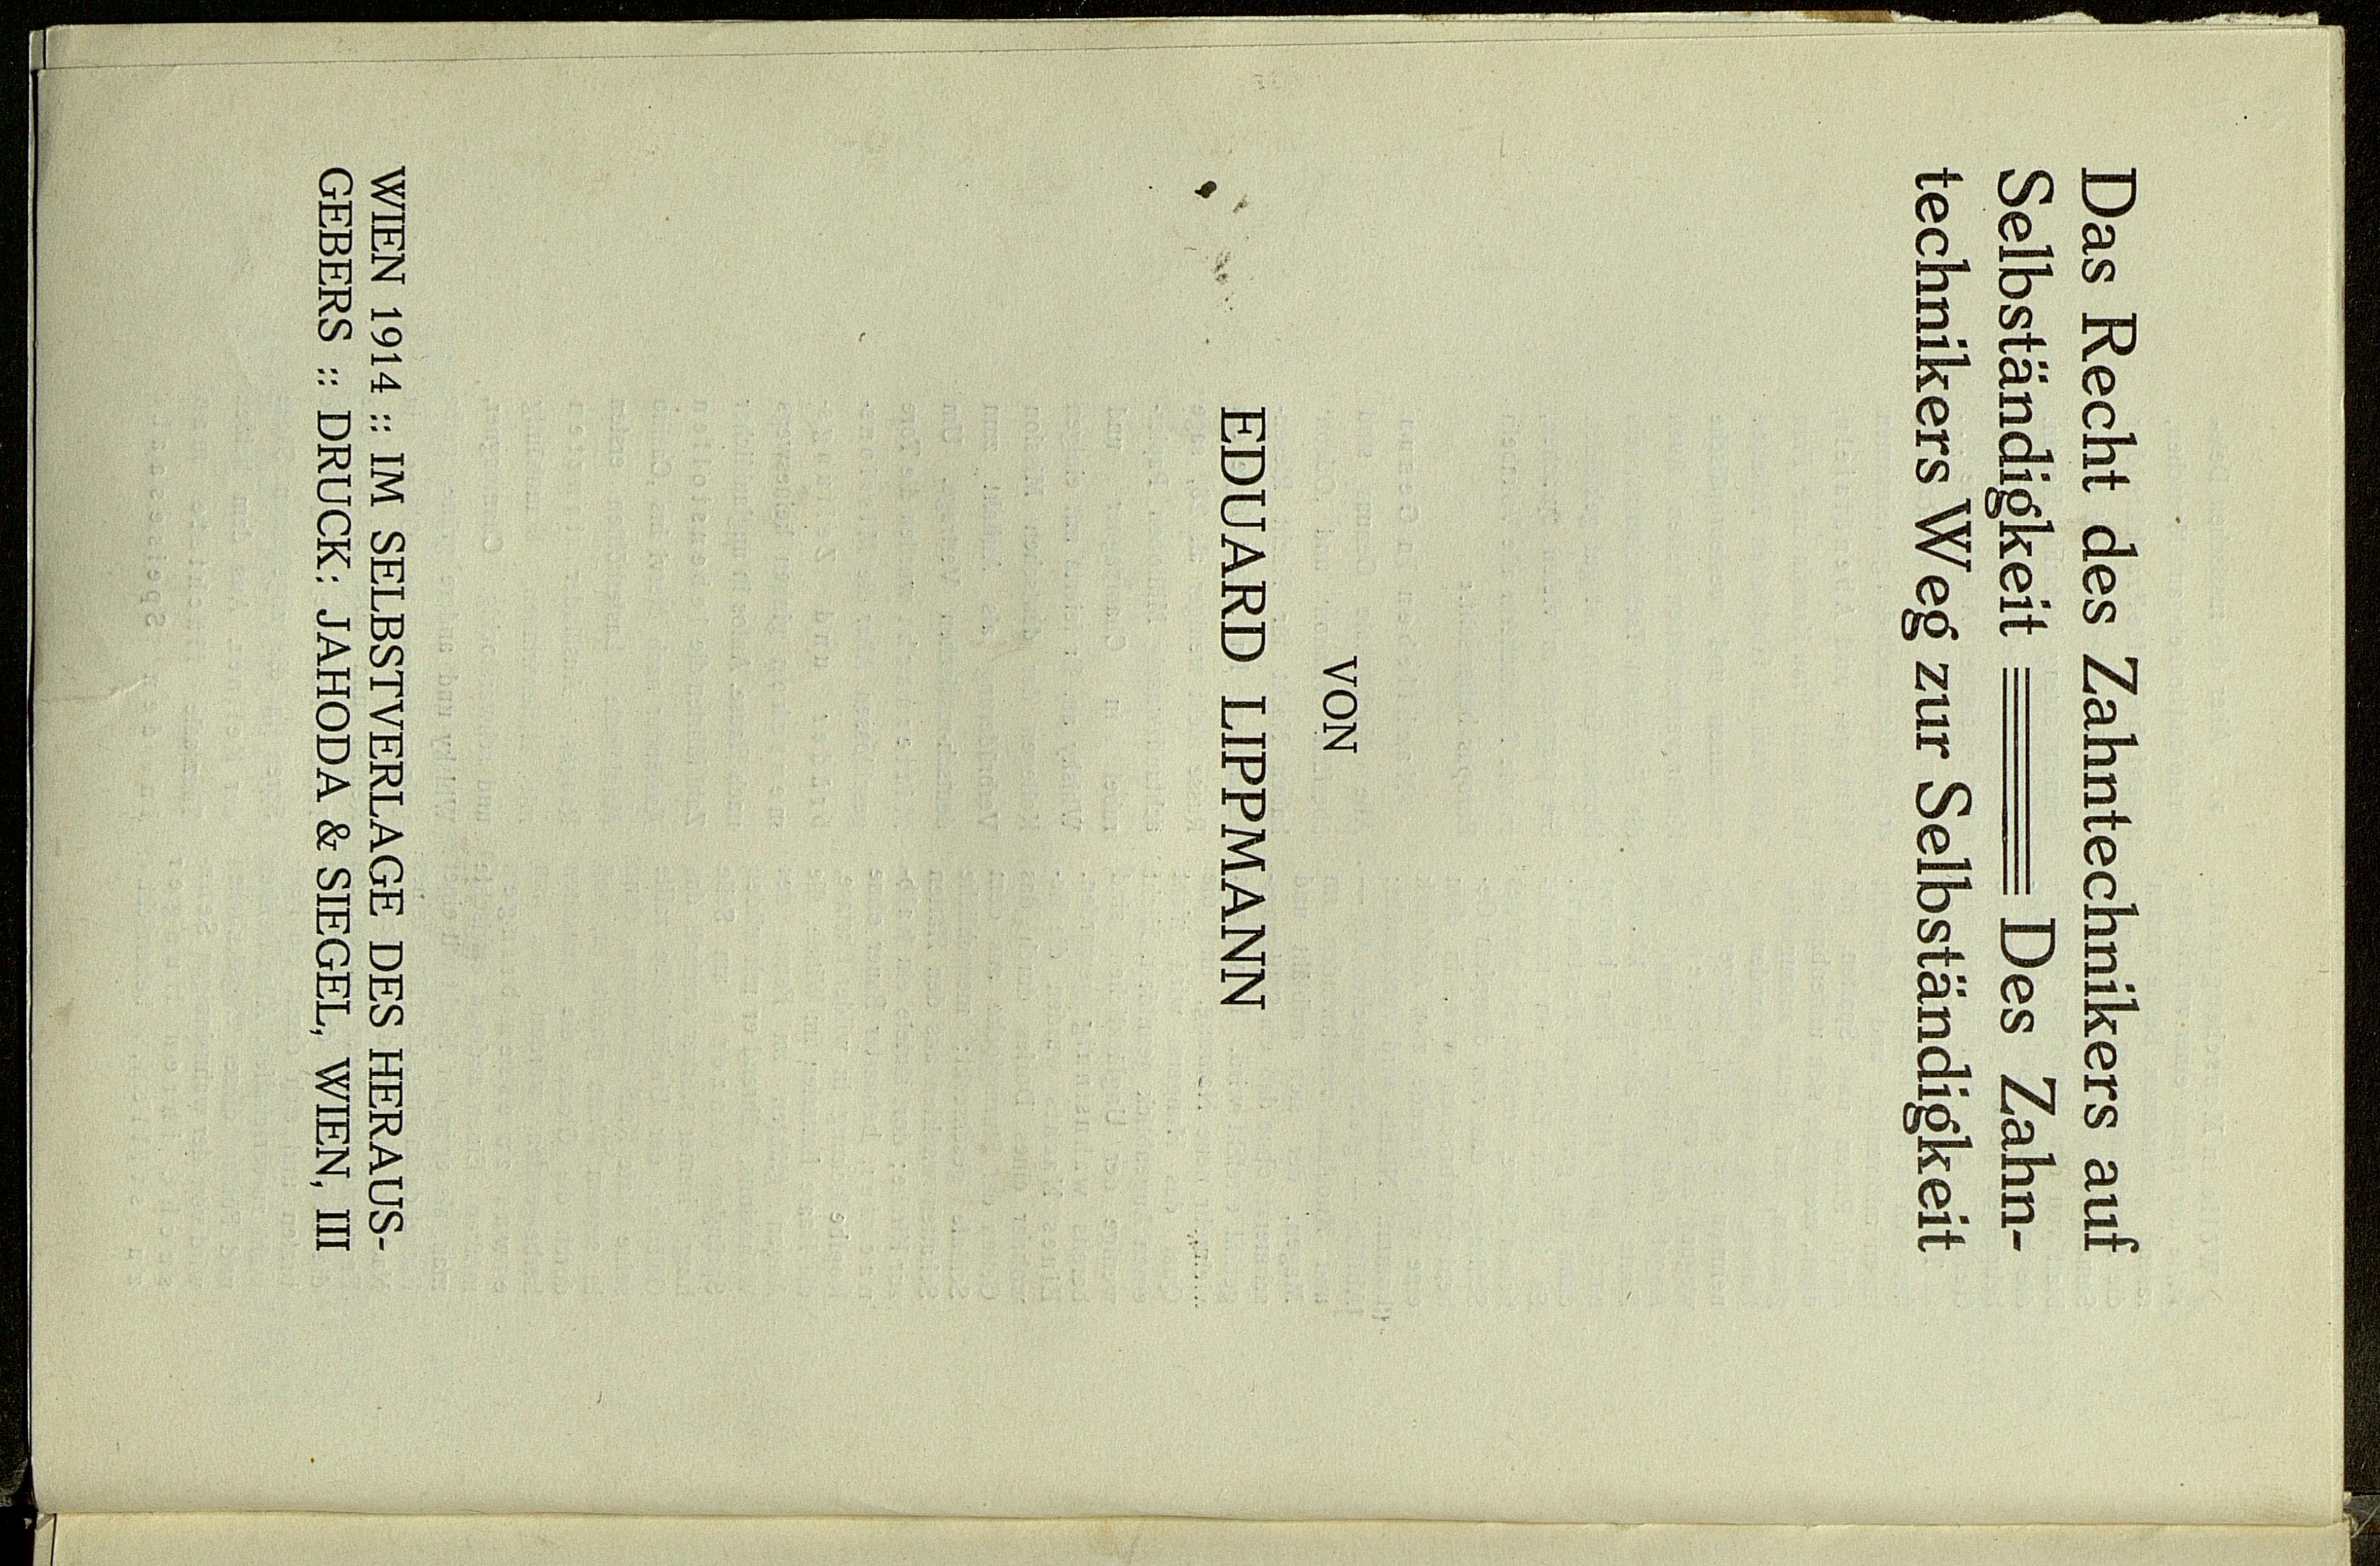 Das Recht des Zahntechnikers auf
Selbständigkeit ═══ Des Zahn-
technikers Weg zur Selbständigkeit
VON
EDUARD LIPPMANN
WIEN 1914 :: IM SELBSTVERLAGE DES HERAUS-
GEBERS :: DRUCK: JAHODA & SIEGEL, WIEN, III